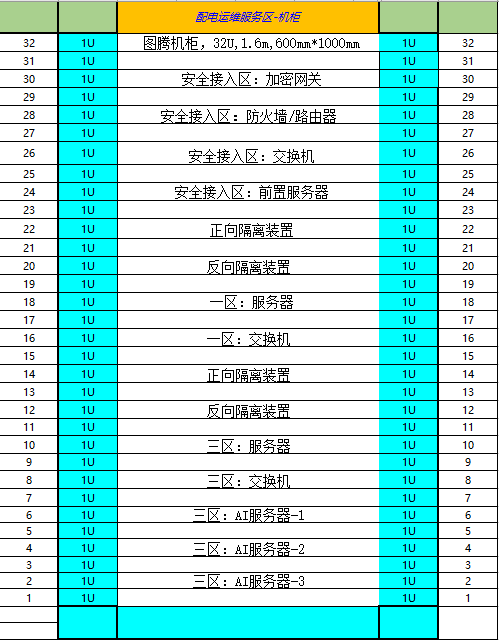 配电运维服务区-机柜
32 1U 图腾机柜，32U,1.6m,600mm*1000mm 1U 32
31 1U 1U 31
30 1U 安全接入区：加密网关 1U 30
29 1U 1U 29
28 1U 安全接入区：防火墙/路由器 1U 28
27 1U 1U 27
26 1U 安全接入区：交换机 1U 26
25 1U 1U 25
24 1U 安全接入区：前置服务器 1U 24
23 1U 1U 23
22 1U 正向隔离装置 1U 22
21 1U 1U 21
20 1U 反向隔离装置 1U 20
19 1U 1U 19
18 1U 一区：服务器 1U 18
17 1U 1U 17
16 1U 一区：交换机 1U 16
15 1U 1U 15
14 1U 正向隔离装置 1U 14
13 1U 1U 13
12 1U 反向隔离装置 1U 12
11 1U 1U 11
10 1U 三区：服务器 1U 10
9 1U 1U 9
8 1U 三区：交换机 1U 8
7 1U 1U 7
6 1U 三区：AI服务器-1 1U 6
5 1U 1U 5
4 1U 三区：AI服务器-2 1U 4
3 1U 1U 3
2 1U 三区：AI服务器-3 1U 2
1 1U 1U 1